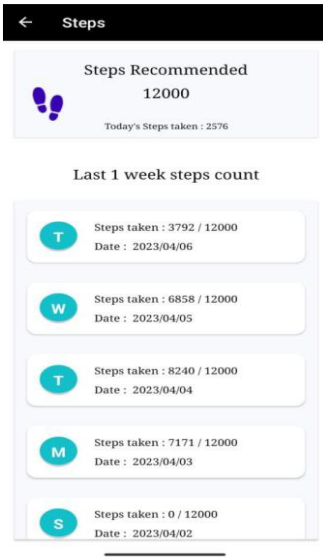 Steps
Steps Recommended
12000
Today's Steps taken : 2576
Last 1 week steps count
T
Steps taken : 3792 / 12000
Date : 2023/04/06
W
Steps taken : 6858 / 12000
Date : 2023/04/05
T
Steps taken : 8240 / 12000
Date : 2023/04/04
M
Steps taken : 7171 / 12000
Date : 2023/04/03
S
Steps taken : 0 / 12000
Date : 2023/04/02